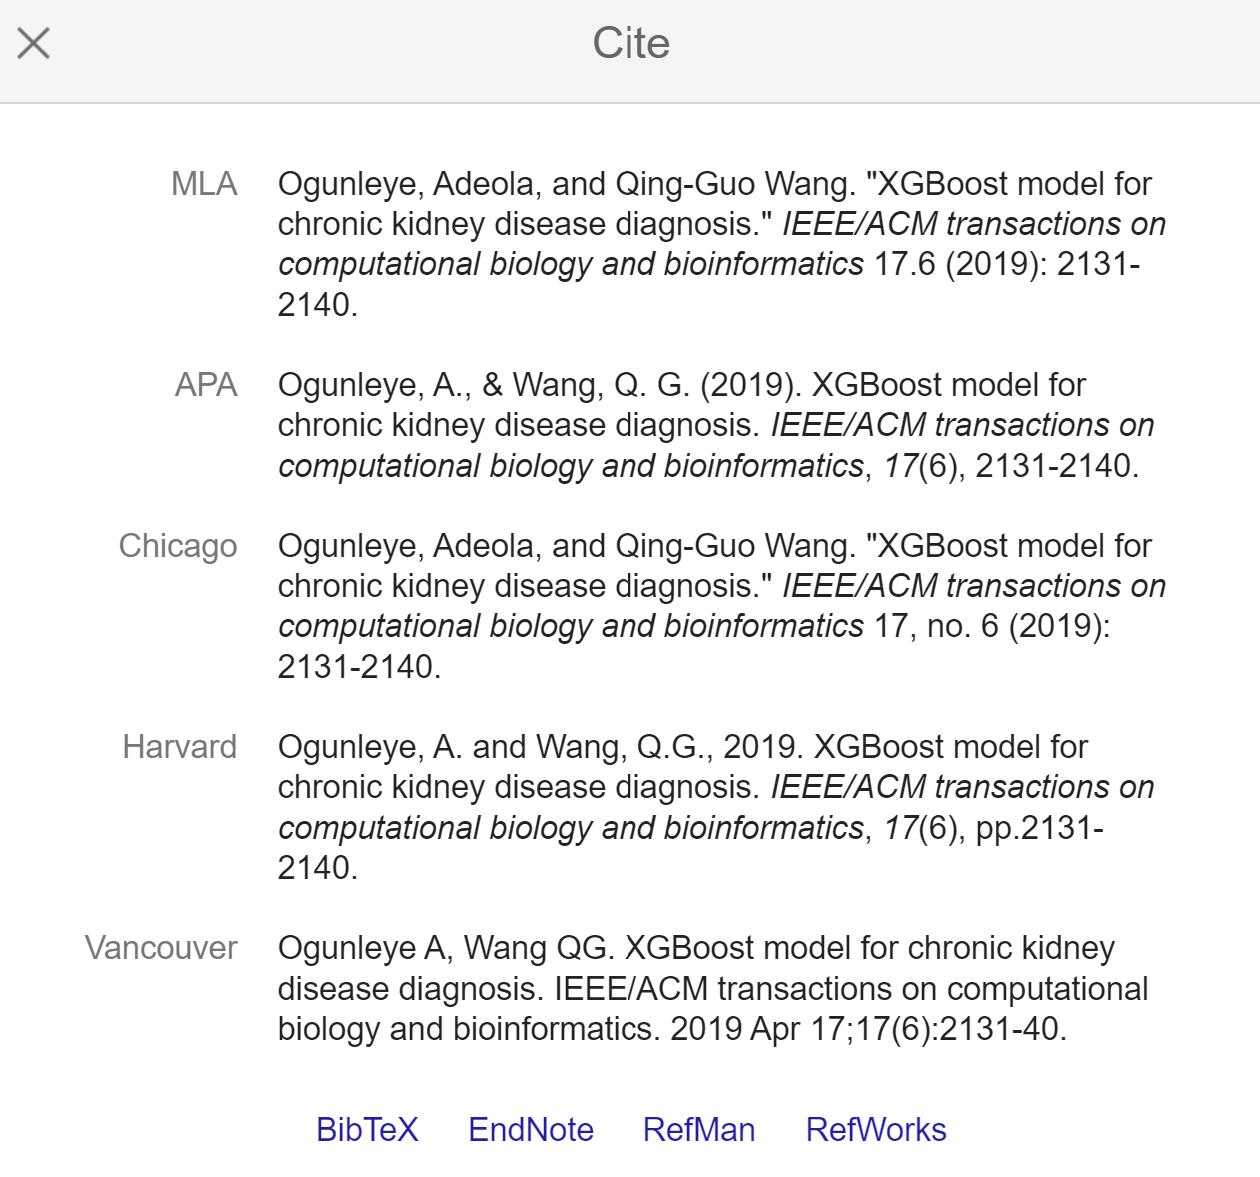 Cite
MLA Ogunleye, Adeola, and Qing-Guo Wang. "XGBoost model for
chronic kidney disease diagnosis." IEEE/ACM transactions on
computational biology and bioinformatics 17.6 (2019): 2131-
2140.
APA Ogunleye, A., & Wang, Q. G. (2019). XGBoost model for
chronic kidney disease diagnosis. IEEE/ACM transactions on
computational biology and bioinformatics, 17(6), 2131-2140.
Chicago Ogunleye, Adeola, and Qing-Guo Wang. "XGBoost model for
chronic kidney disease diagnosis." IEEE/ACM transactions on
computational biology and bioinformatics 17, no. 6 (2019):
2131-2140.
Harvard Ogunleye, A. and Wang, Q.G., 2019. XGBoost model for
chronic kidney disease diagnosis. IEEE/ACM transactions on
computational biology and bioinformatics, 17(6), pp.2131-
2140.
Vancouver Ogunleye A, Wang QG. XGBoost model for chronic kidney
disease diagnosis. IEEE/ACM transactions on computational
biology and bioinformatics. 2019 Apr 17;17(6):2131-40.
BibTeX EndNote RefMan RefWorks